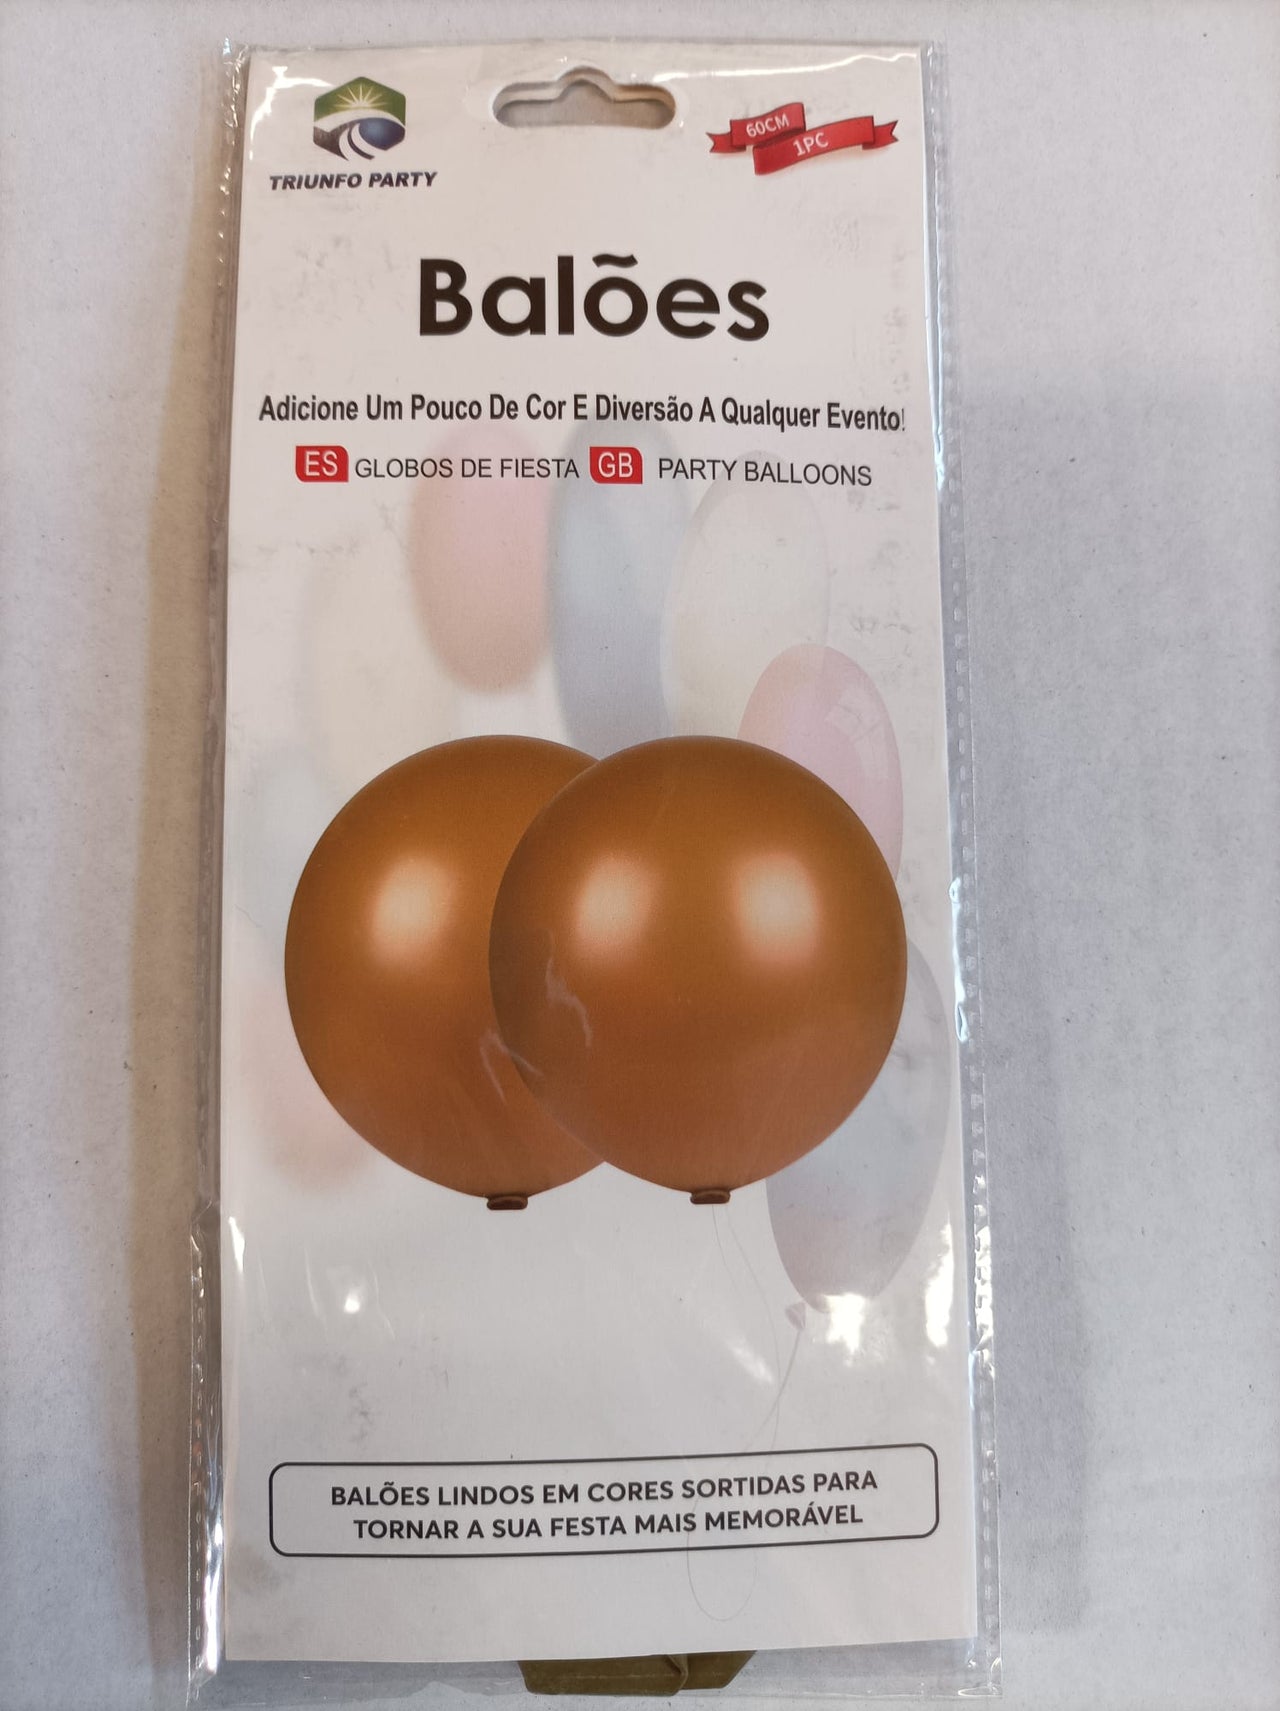 TRIUNFO PARTY
60CM
1PC
Balões
Adicione Um Pouco De Cor E Diversão A Qualquer Evento!
ES GLOBOS DE FIESTA GB PARTY BALLOONS
BALÕES LINDOS EM CORES SORTIDAS PARA
TORNAR A SUA FESTA MAIS MEMORÁVEL